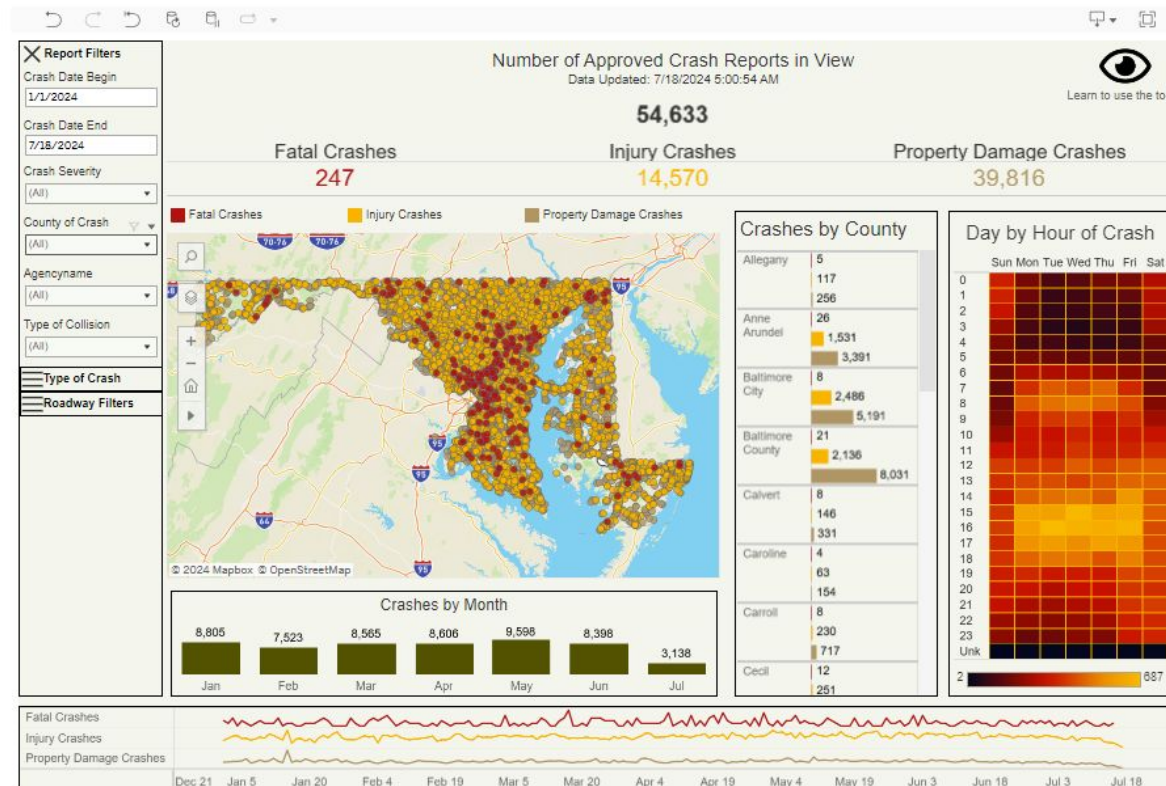 Report Filters
Crash Date Begin
1/1/2024
Crash Date End
7/18/2024
Crash Severity
(All)
County of Crash
(All)
Agencyname
(All)
Type of Collision
(All)
Type of Crash
Roadway Filters
Number of Approved Crash Reports in View
Data Updated: 7/18/2024 5:00:54 AM
54,633
Learn to use the to
Fatal Crashes Injury Crashes Property Damage Crashes
247 14,570 39,816
Fatal Crashes Injury Crashes Property Damage Crashes
70-76 70-76
95
68
95
95
64
95
© 2024 Mapbox © OpenStreetMap
Crashes by Month
8,805 7,523 8,565 8,606 9,598 8,398 3,138
Jan Feb Mar Apr May Jun Jul
Crashes by County
Allegany 5
117
256
Anne 26
Arundel 1,531
3,391
Baltimore 8
City 2,486
5,191
Baltimore 21
County 2,136
8,031
Calvert 8
146
331
Caroline 4
63
154
Carroll 8
230
717
Cecil 12
251
Day by Hour of Crash
Sun Mon Tue Wed Thu Fri Sat
0
1
2
3
4
5
6
7
8
9
10
11
12
13
14
15
16
17
18
19
20
21
22
23
Unk
2 687
Fatal Crashes
Injury Crashes
Property Damage Crashes
Dec 21 Jan 5 Jan 20 Feb 4 Feb 19 Mar 5 Mar 20 Apr 4 Apr 19 May 4 May 19 Jun 3 Jun 18 Jul 3 Jul 18